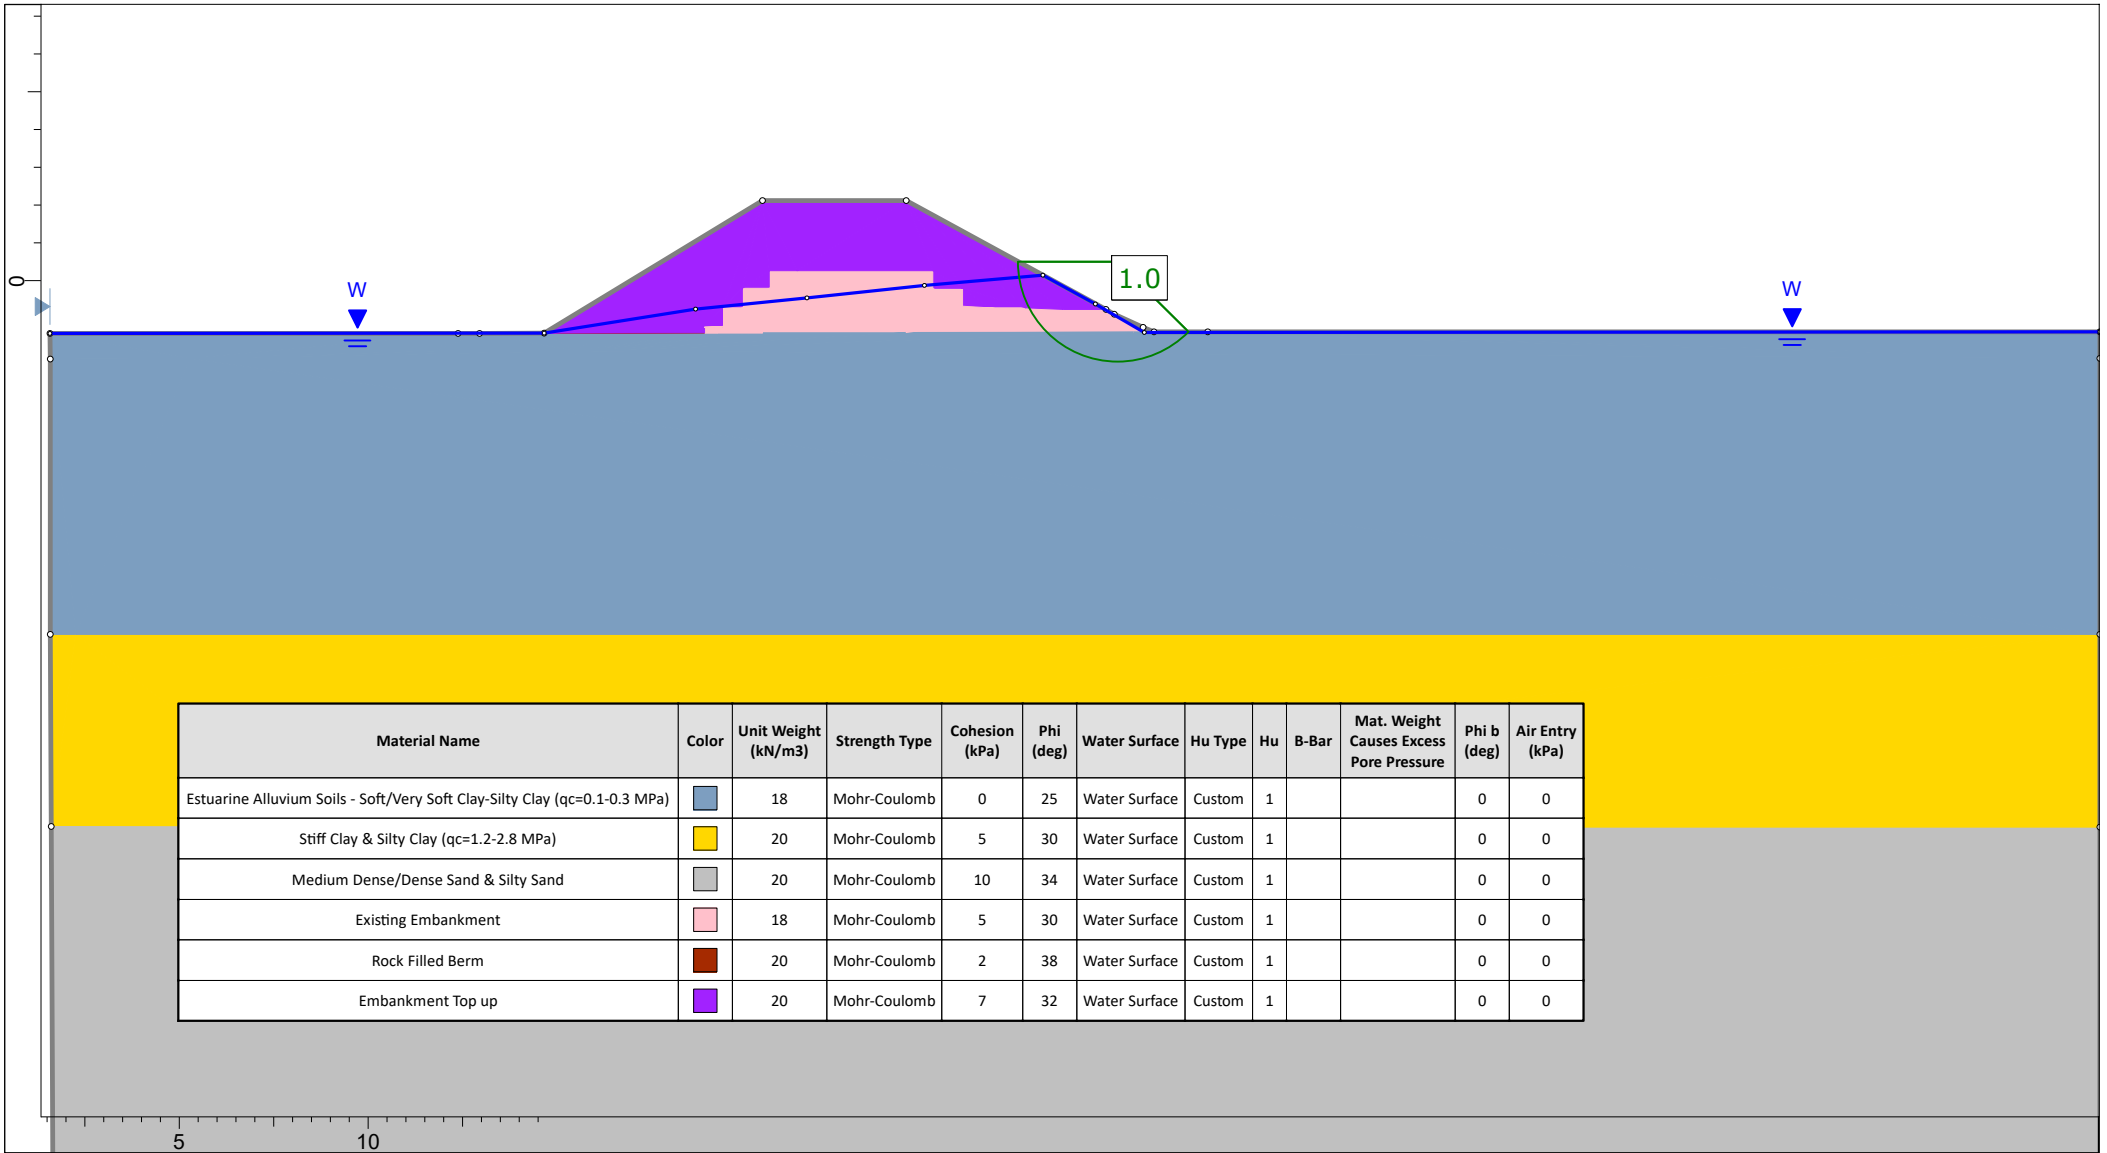 0
W
1.0
W
Material Name Color Unit Weight (kN/m3) Strength Type Cohesion (kPa) Phi (deg) Water Surface Hu Type Hu B-Bar Mat. Weight Causes Excess Pore Pressure Phi b (deg) Air Entry (kPa)
Estuarine Alluvium Soils - Soft/Very Soft Clay-Silty Clay (qc=0.1-0.3 MPa) 18 Mohr-Coulomb 0 25 Water Surface Custom 1 0 0
Stiff Clay & Silty Clay (qc=1.2-2.8 MPa) 20 Mohr-Coulomb 5 30 Water Surface Custom 1 0 0
Medium Dense/Dense Sand & Silty Sand 20 Mohr-Coulomb 10 34 Water Surface Custom 1 0 0
Existing Embankment 18 Mohr-Coulomb 5 30 Water Surface Custom 1 0 0
Rock Filled Berm 20 Mohr-Coulomb 2 38 Water Surface Custom 1 0 0
Embankment Top up 20 Mohr-Coulomb 7 32 Water Surface Custom 1 0 0
5 10